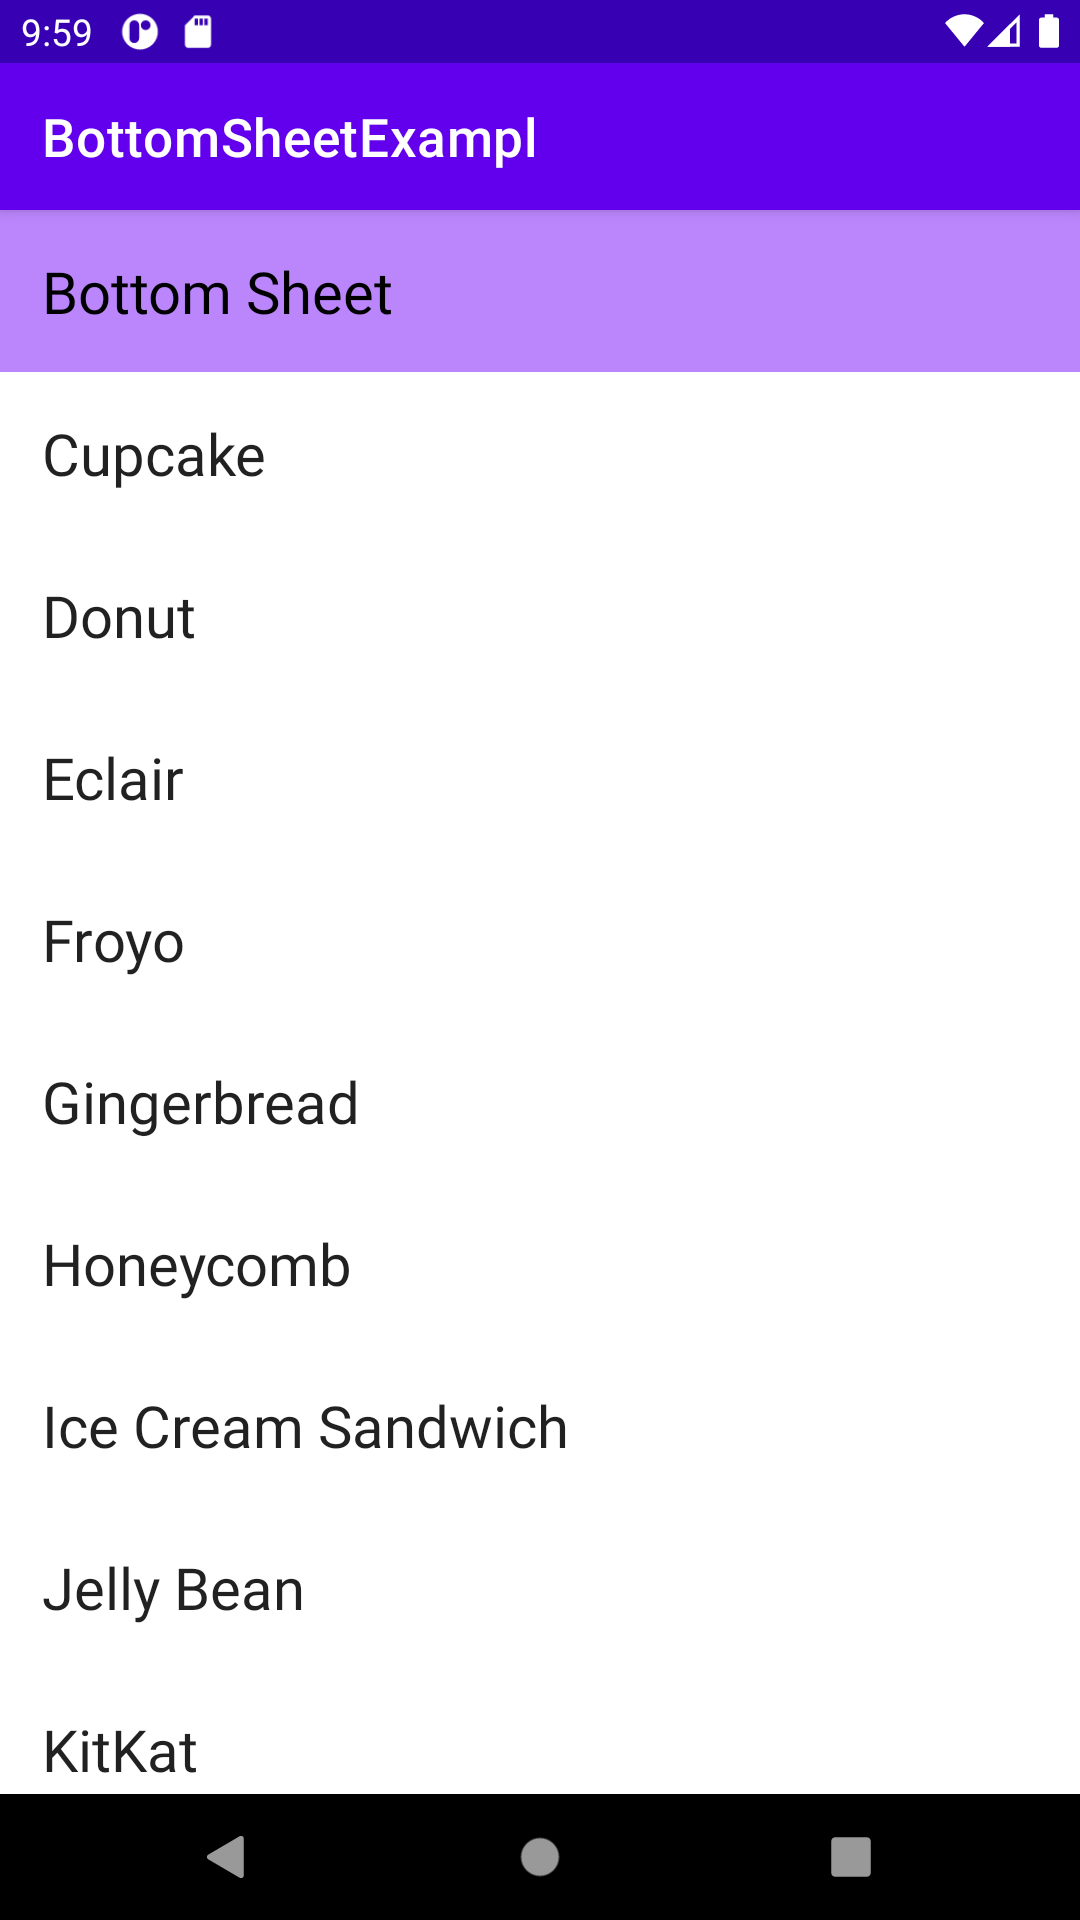 9:59
BottomSheetExampl
Bottom Sheet
Cupcake
Donut
Eclair
Froyo
Gingerbread
Honeycomb
Ice Cream Sandwich
Jelly Bean
KitKat